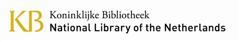 KB Koninklijke Bibliotheek
National Library of the Netherlands